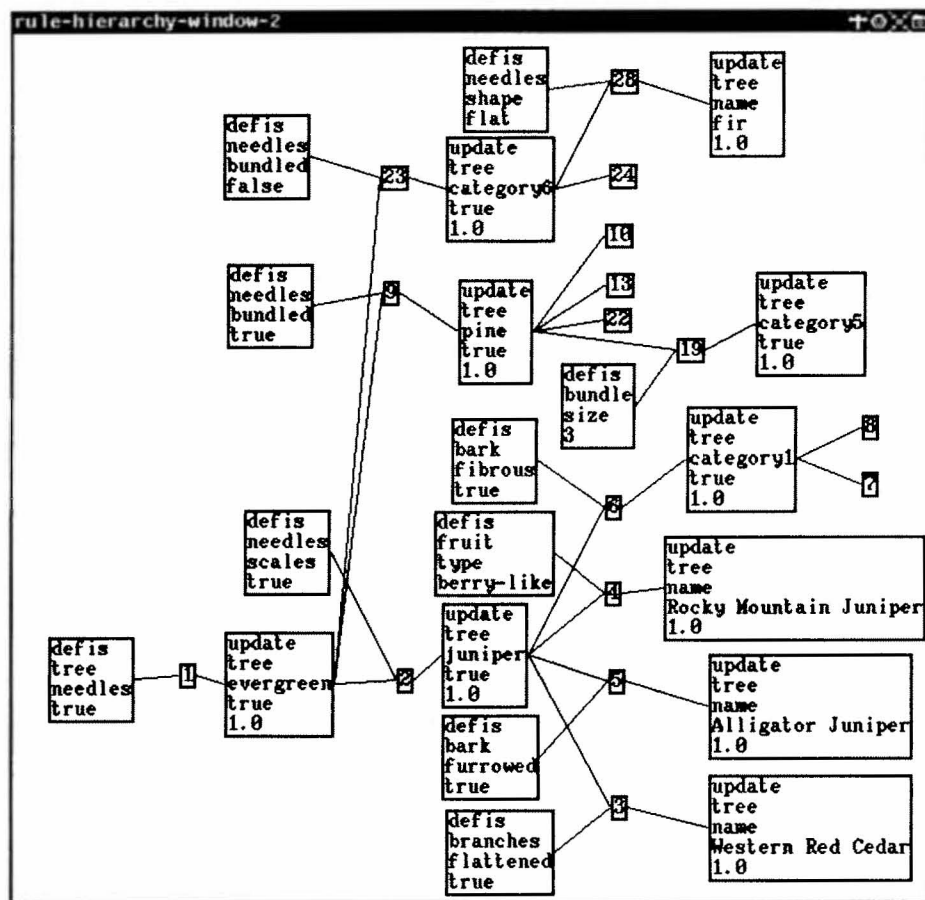 rule-hierarchy-window-2
defis
needles
shape
flat
28
update
tree
name
fir
1.0
defis
needles
bundled
false
23
update
tree
category6
true
1.0
24
10
defis
needles
bundled
true
9
update
tree
pine
true
1.0
13
22
19
update
tree
category5
true
1.0
defis
bundle
size
3
defis
bark
fibrous
true
6
update
tree
category1
true
1.0
8
7
defis
needles
scales
true
defis
fruit
type
berry-like
4
update
tree
name
Rocky Mountain Juniper
1.0
defis
tree
needles
true
1
update
tree
evergreen
true
1.0
2
update
tree
juniper
true
1.0
5
update
tree
name
Alligator Juniper
1.0
defis
bark
furrowed
true
3
update
tree
name
Western Red Cedar
1.0
defis
branches
flattened
true